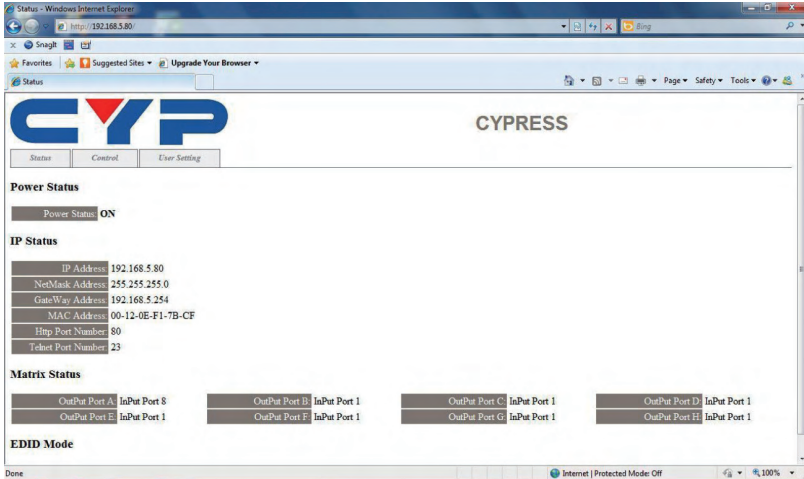 Status - Windows Internet Explorer
http://192.168.5.80/
Bing
x SnagIt
Favorites Suggested Sites Upgrade Your Browser
Status Page Safety Tools
CYP
CYPRESS
Status Control User Setting
Power Status
Power Status: ON
IP Status
IP Address: 192.168.5.80
NetMask Address: 255.255.255.0
GateWay Address: 192.168.5.254
MAC Address: 00-12-0E-F1-7B-CF
Http Port Number: 80
Telnet Port Number: 23
Matrix Status
OutPut Port A: InPut Port 8 OutPut Port B: InPut Port 1 OutPut Port C: InPut Port 1 OutPut Port D: InPut Port 1
OutPut Port E: InPut Port 1 OutPut Port F: InPut Port 1 OutPut Port G: InPut Port 1 OutPut Port H: InPut Port 1
EDID Mode
Done Internet | Protected Mode: Off 100%